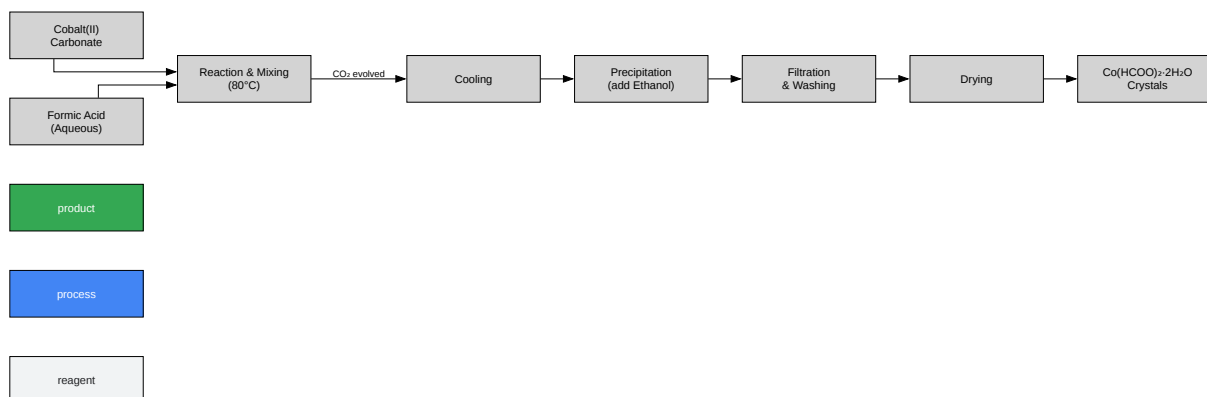 Cobalt(II)
Carbonate
Formic Acid
(Aqueous)
Reaction & Mixing
(80°C)
CO₂ evolved
Cooling
Precipitation
(add Ethanol)
Filtration
& Washing
Drying
Co(HCOO)₂·2H₂O
Crystals
product
process
reagent